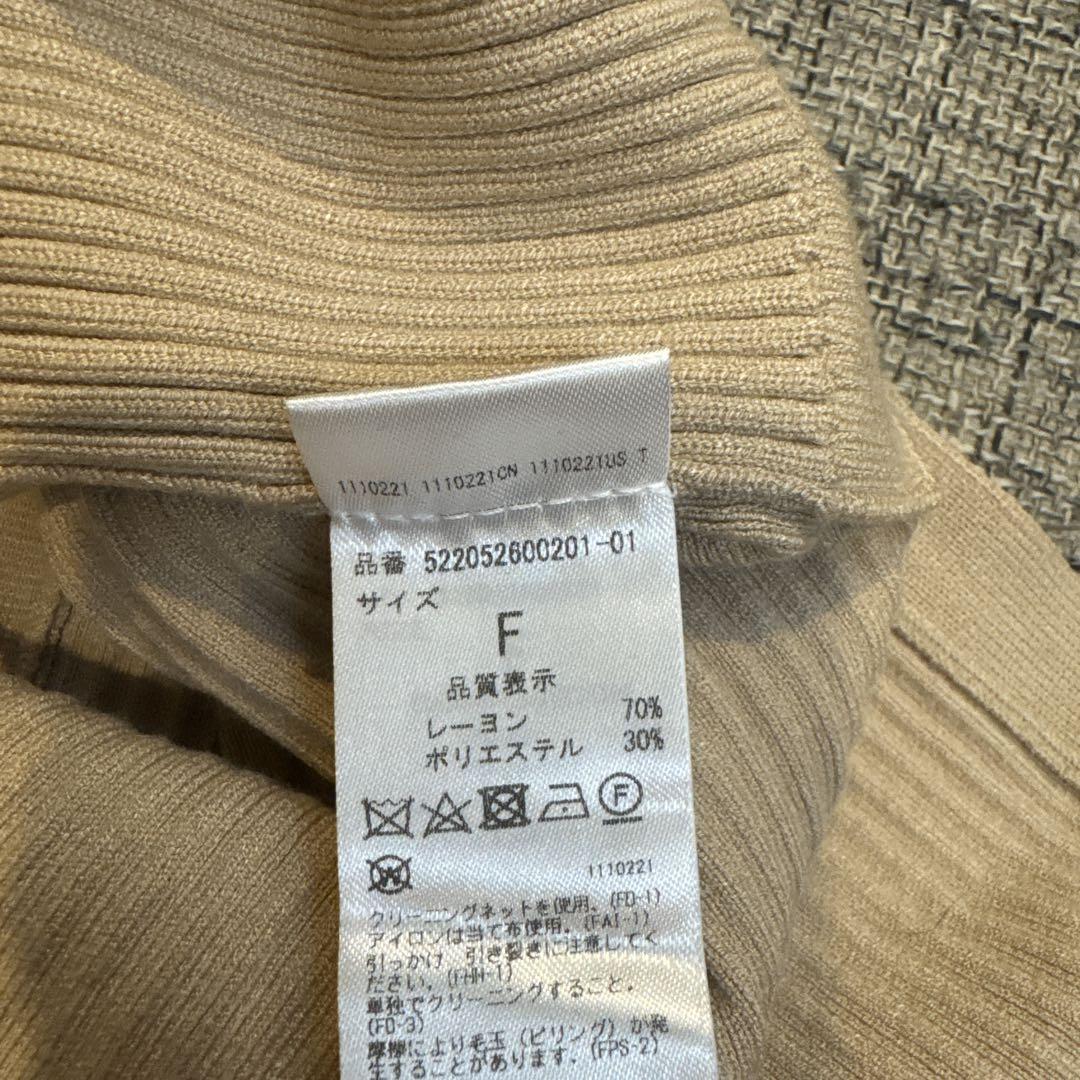 1110221 1110221CN 1110221US T
品番 522052600201-01
サイズ
F
品質表示
レーヨン 70%
ポリエステル 30%
F
W
1110221
クリーニングネットを使用。(FD-1)
アイロンは当て布使用。(FAI-1)
引っかけ 引き裂きに注意してく
ださい。(FHH-1)
単独でクリーニングすること。
(FD-3)
摩擦により毛玉 (ピリング) が発
生することがあります。(FPS-2)